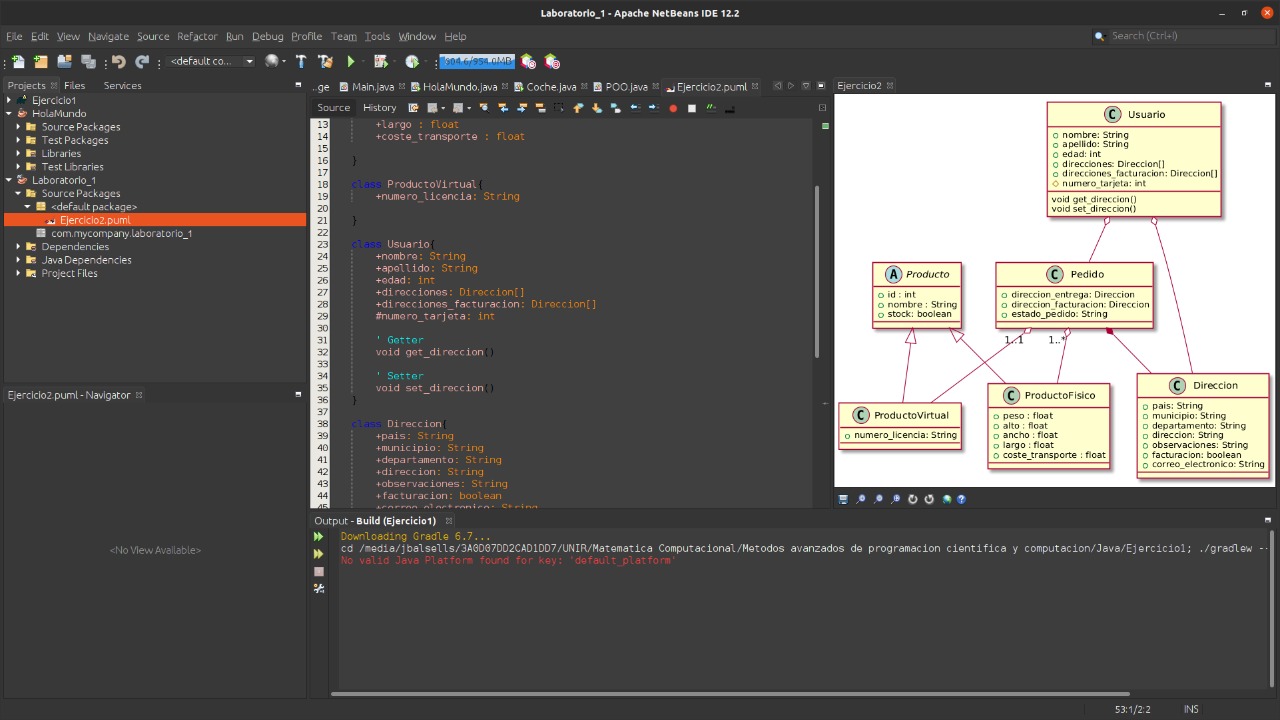 Laboratorio_1 - Apache NetBeans IDE 12.2
File Edit View Navigate Source Refactor Run Debug Profile Team Tools Window Help
Search (Ctrl+I)
<default co...
504.6/954.0MB
Projects Files Services
Ejercicio1
HolaMundo
Source Packages
Test Packages
Libraries
Test Libraries
Laboratorio_1
Source Packages
<default package>
Ejercicio2.puml
com.mycompany.laboratorio_1
Dependencies
Java Dependencies
Project Files
Ejercicio2.puml - Navigator
<No View Available>
..ge Main.java HolaMundo.java Coche.java POO.java Ejercicio2.puml
Source History
13 +largo : float
14 +coste_transporte : float
15
16 }
17
18 class ProductoVirtual{
19 +numero_licencia: String
20
21 }
22
23 class Usuario{
24 +nombre: String
25 +apellido: String
26 +edad: int
27 +direcciones: Direccion[]
28 +direcciones_facturacion: Direccion[]
29 #numero_tarjeta: int
30
31 ' Getter
32 void get_direccion()
33
34 ' Setter
35 void set_direccion()
36 }
37
38 class Direccion{
39 +pais: String
40 +municipio: String
41 +departamento: String
42 +direccion: String
43 +observaciones: String
44 +facturacion: boolean
45 +correo_electronico: String
Ejercicio2
C Usuario
nombre: String
apellido: String
edad: int
direcciones: Direccion[]
direcciones_facturacion: Direccion[]
numero_tarjeta: int
void get_direccion()
void set_direccion()
A Producto
id : int
nombre : String
stock: boolean
C Pedido
direccion_entrega: Direccion
direccion_facturacion: Direccion
estado_pedido: String
1..1
1..*
C ProductoVirtual
numero_licencia: String
C ProductoFisico
peso : float
alto : float
ancho : float
largo : float
coste_transporte : float
C Direccion
pais: String
municipio: String
departamento: String
direccion: String
observaciones: String
facturacion: boolean
correo_electronico: String
Output - Build (Ejercicio1)
Downloading Gradle 6.7...
cd /media/jbalsells/3A0D07DD2CAD1DD7/UNIR/Matematica Computacional/Metodos avanzados de programacion cientifica y computacion/Java/Ejercicio1; ./gradlew --
No valid Java Platform found for key: 'default_platform'
53:1/2:2 INS